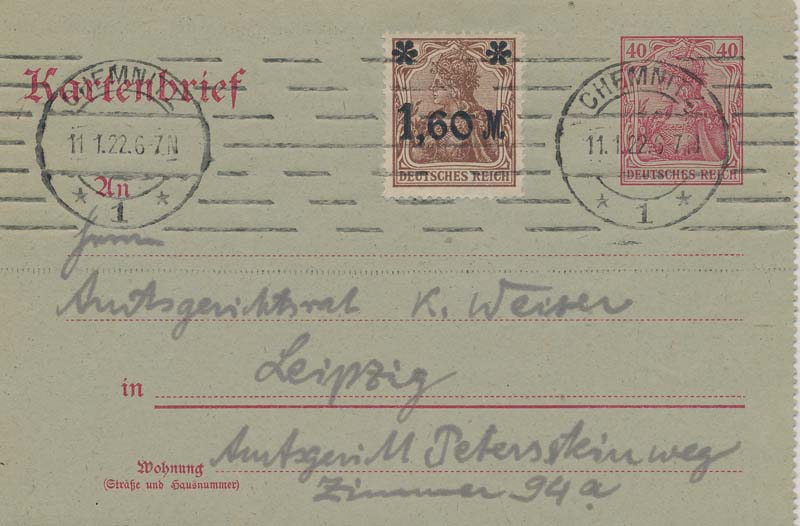 40 40
CHEMNITZ
CHEMNITZ
Kartenbrief
1,60 M.
11.1.22.6-7N
11.1.22.6-7N
DEUTSCHES REICH
DEUTSCHES REICH
An
1
1
Herrn
Amtsgerichtsrat K. Weiser
Leipzig
in
Amtsgericht Peterssteinweg
Wohnung
(Straße und Hausnummer)
Zimmer 94a